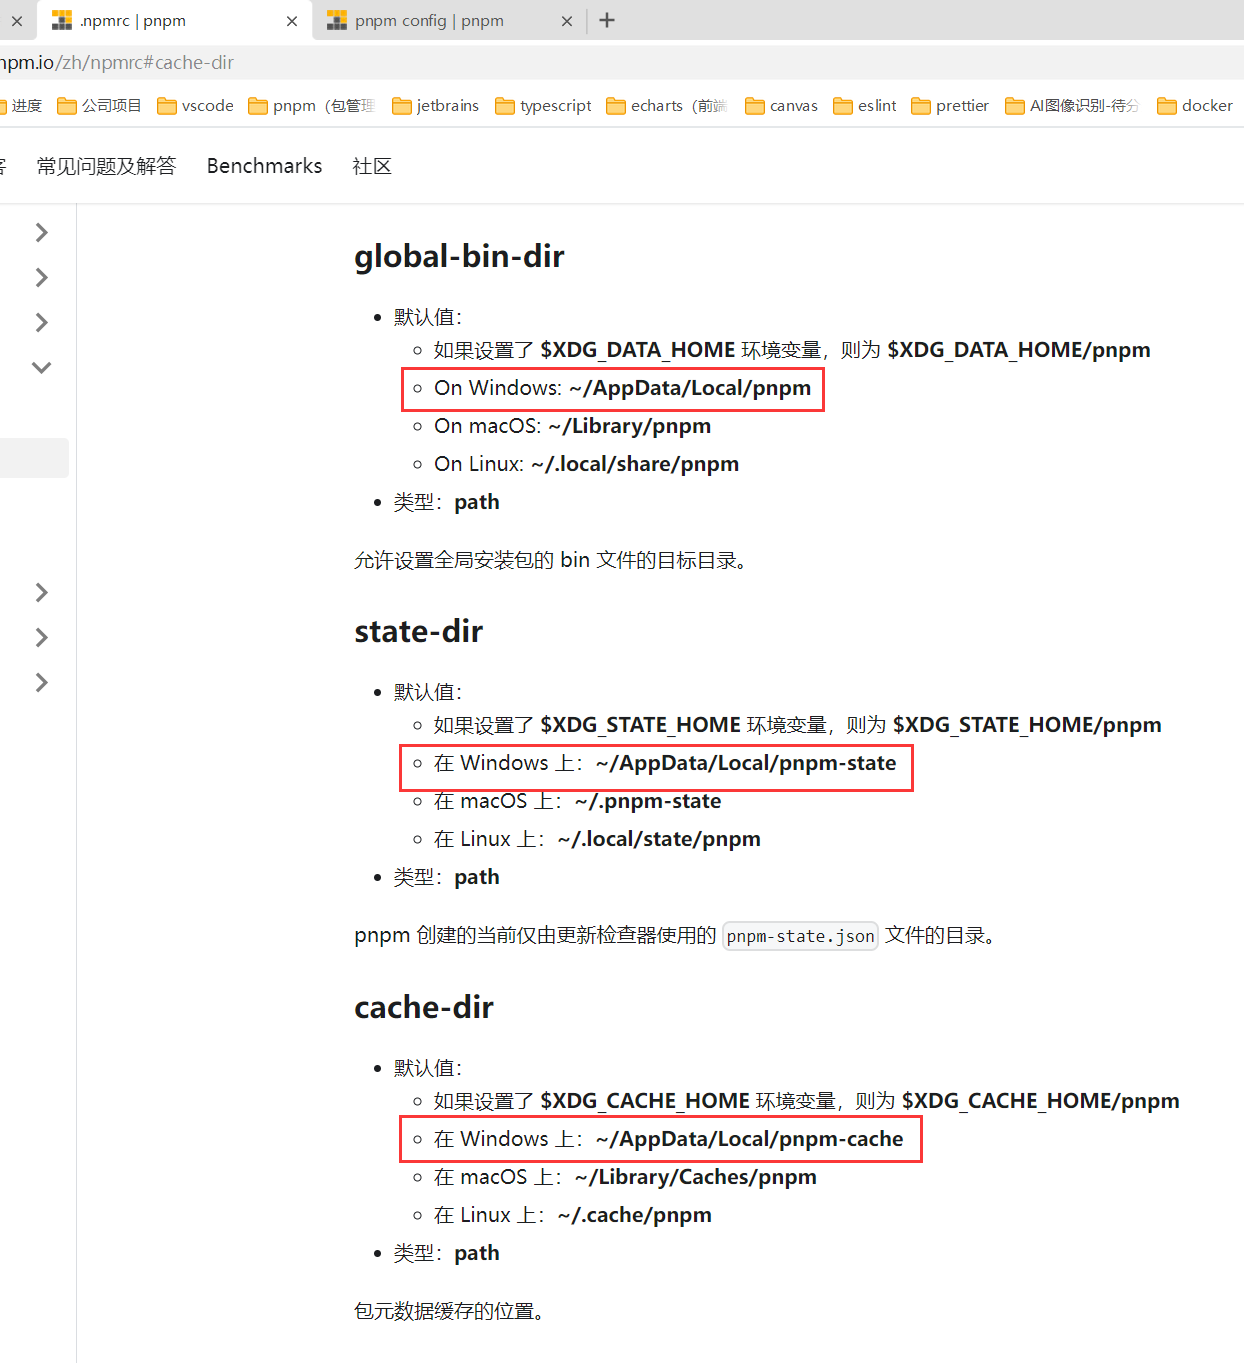 .npmrc | pnpm
pnpm config | pnpm
npm.io/zh/npmrc#cache-dir
进度 公司项目 vscode pnpm（包管理 jetbrains typescript echarts（前端 canvas eslint prettier AI图像识别-待分 docker
常见问题及解答 Benchmarks 社区
global-bin-dir
默认值：
如果设置了 $XDG_DATA_HOME 环境变量，则为 $XDG_DATA_HOME/pnpm
On Windows: ~/AppData/Local/pnpm
On macOS: ~/Library/pnpm
On Linux: ~/.local/share/pnpm
类型：path
允许设置全局安装包的 bin 文件的目标目录。
state-dir
默认值：
如果设置了 $XDG_STATE_HOME 环境变量，则为 $XDG_STATE_HOME/pnpm
在 Windows 上：~/AppData/Local/pnpm-state
在 macOS 上：~/.pnpm-state
在 Linux 上：~/.local/state/pnpm
类型：path
pnpm 创建的当前仅由更新检查器使用的 pnpm-state.json 文件的目录。
cache-dir
默认值：
如果设置了 $XDG_CACHE_HOME 环境变量，则为 $XDG_CACHE_HOME/pnpm
在 Windows 上：~/AppData/Local/pnpm-cache
在 macOS 上：~/Library/Caches/pnpm
在 Linux 上：~/.cache/pnpm
类型：path
包元数据缓存的位置。